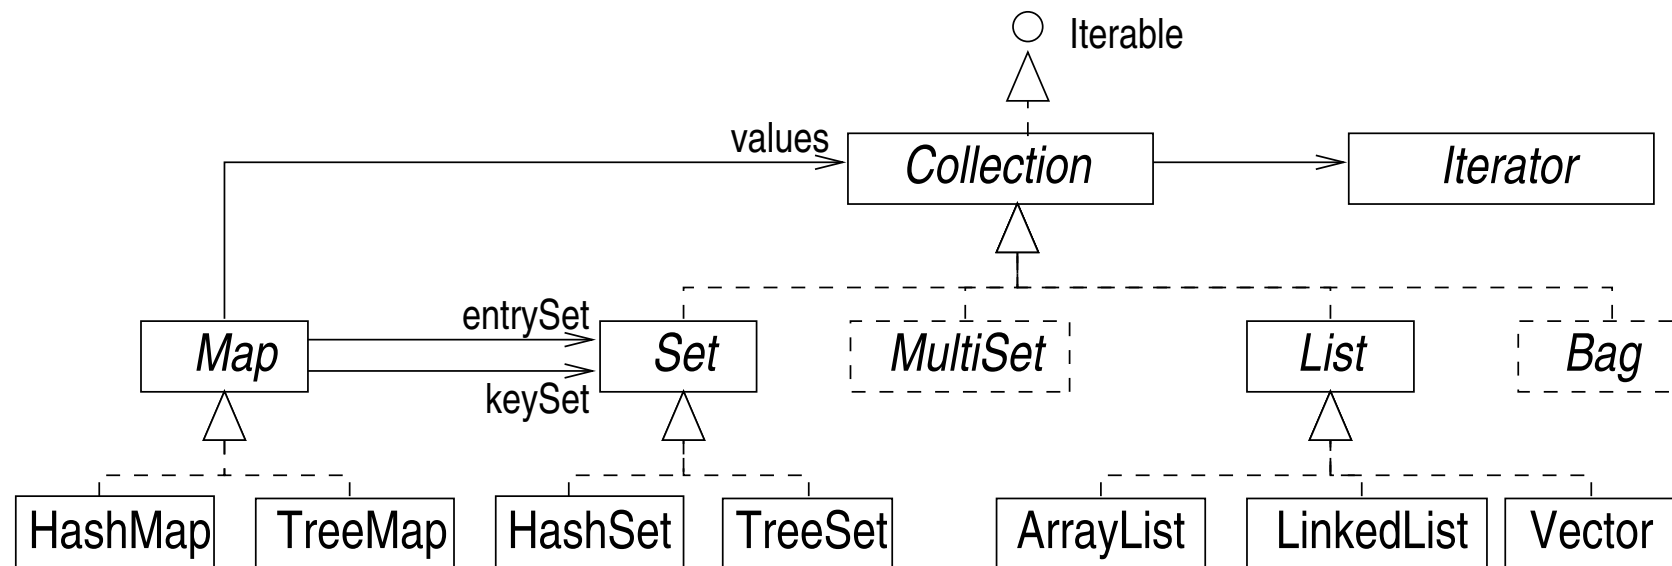 Iterable
values
Collection
Iterator
entrySet
Map
Set
MultiSet
List
Bag
keySet
HashMap
TreeMap
HashSet
TreeSet
ArrayList
LinkedList
Vector